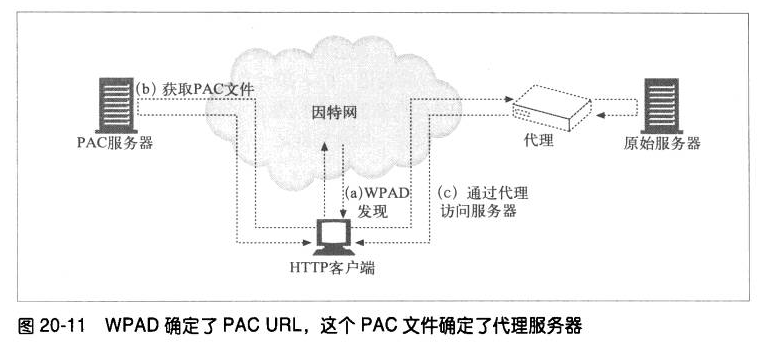 (b) 获取PAC文件
因特网
PAC服务器
代理
原始服务器
(a)WPAD
发现
(c) 通过代理
访问服务器
HTTP客户端
图 20-11 WPAD 确定了 PAC URL，这个 PAC 文件确定了代理服务器